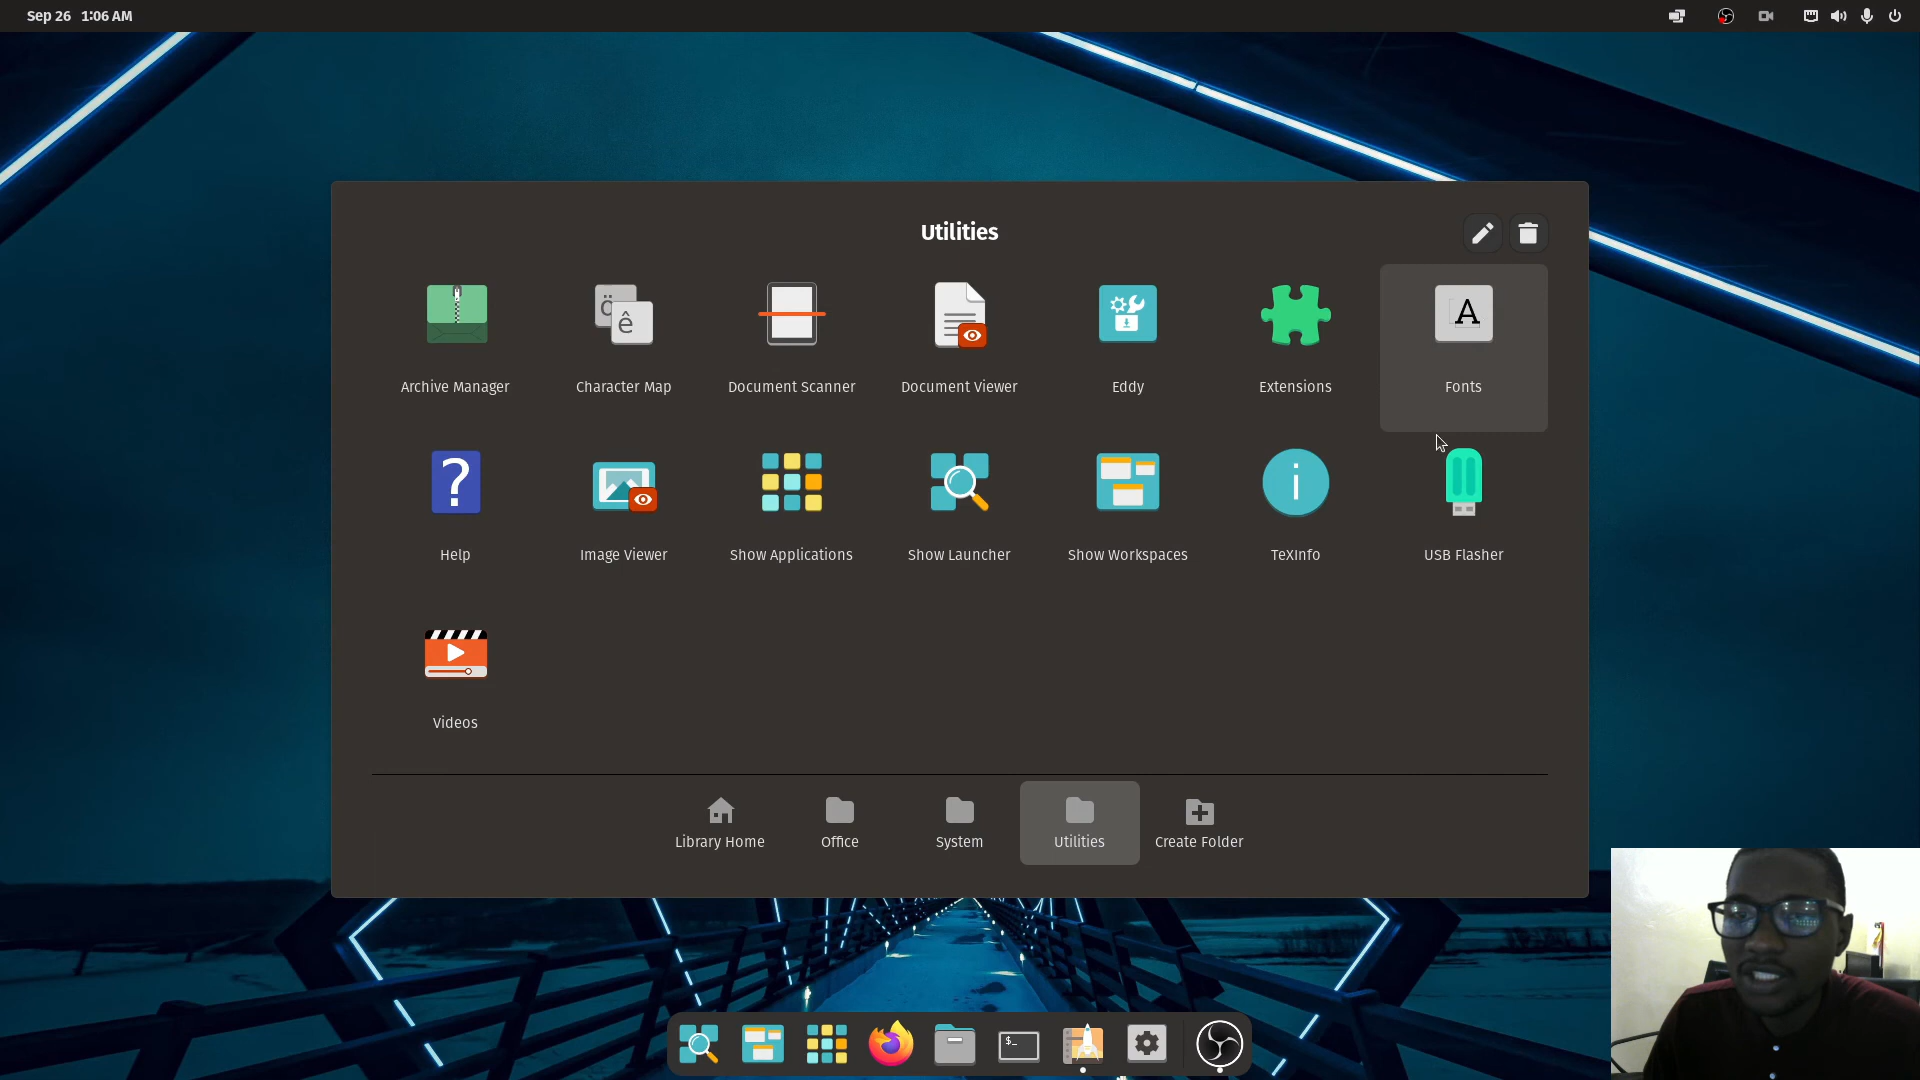 Sep 26 1:06 AM
Utilities
Archive Manager
Character Map
Document Scanner
Document Viewer
Eddy
Extensions
Fonts
Help
Image Viewer
Show Applications
Show Launcher
Show Workspaces
TeXInfo
USB Flasher
Videos
Library Home
Office
System
Utilities
Create Folder